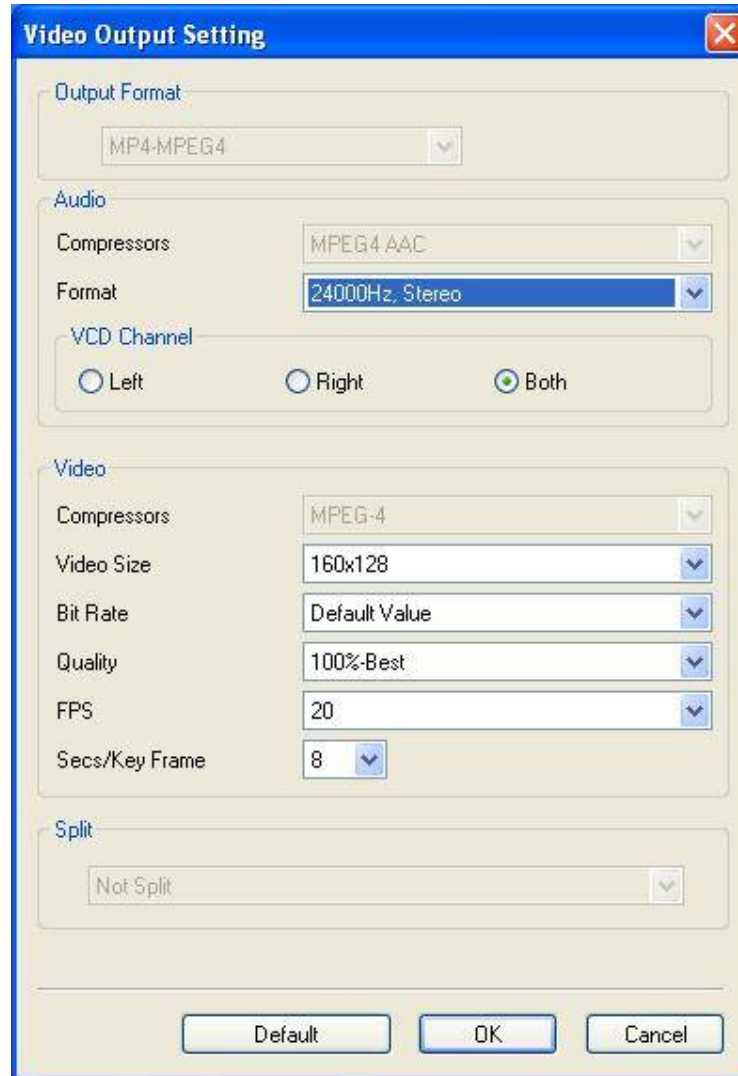 Video Output Setting
Output Format
MP4-MPEG4
Audio
Compressors MPEG4 AAC
Format 24000Hz, Stereo
VCD Channel
Left Right Both
Video
Compressors MPEG-4
Video Size 160x128
Bit Rate Default Value
Quality 100%-Best
FPS 20
Secs/Key Frame 8
Split
Not Split
Default OK Cancel